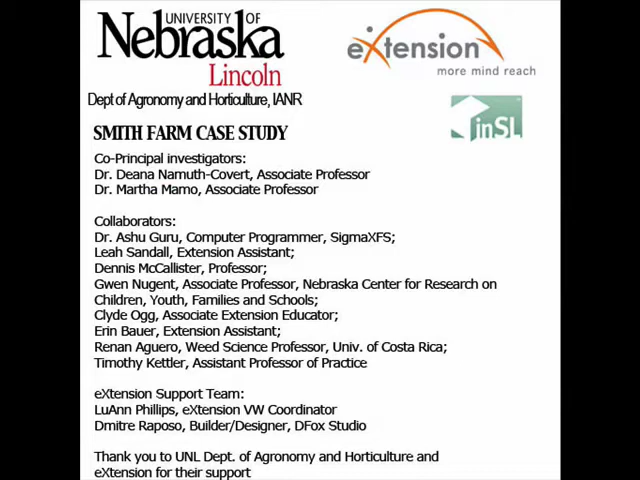 UNIVERSITY OF
Nebraska
Lincoln
Dept of Agronomy and Horticulture, IANR
eXtension
more mind reach
inSL
SMITH FARM CASE STUDY
Co-Principal investigators:
Dr. Deana Namuth-Covert, Associate Professor
Dr. Martha Mamo, Associate Professor
Collaborators:
Dr. Ashu Guru, Computer Programmer, SigmaXFS;
Leah Sandall, Extension Assistant;
Dennis McCallister, Professor;
Gwen Nugent, Associate Professor, Nebraska Center for Research on
Children, Youth, Families and Schools;
Clyde Ogg, Associate Extension Educator;
Erin Bauer, Extension Assistant;
Renan Aguero, Weed Science Professor, Univ. of Costa Rica;
Timothy Kettler, Assistant Professor of Practice
eXtension Support Team:
LuAnn Phillips, eXtension VW Coordinator
Dmitre Raposo, Builder/Designer, DFox Studio
Thank you to UNL Dept. of Agronomy and Horticulture and
eXtension for their support